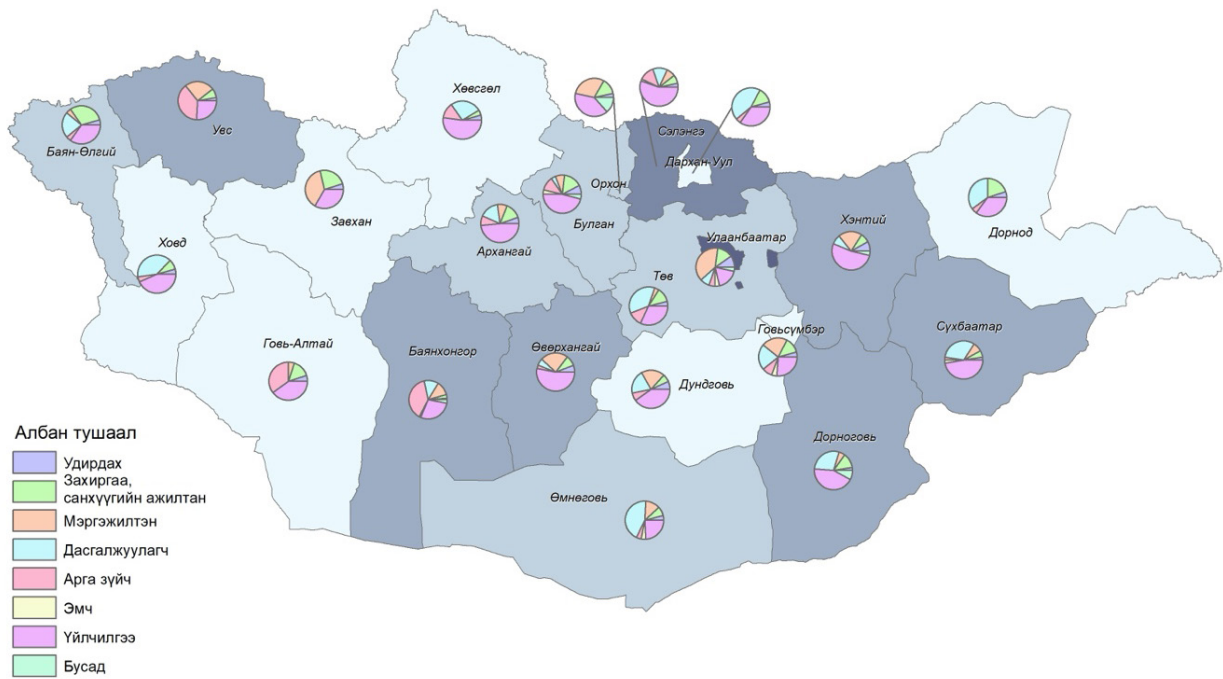 Хөвсгөл
Увс
Сэлэнгэ
Баян-Өлгий
Дархан-Уул
Орхон
Завхан
Булган
Хэнтий
Дорнод
Ховд
Архангай
Улаанбаатар
Төв
Говьсүмбэр
Сүхбаатар
Говь-Алтай
Баянхонгор
Өвөрхангай
Дундговь
Дорноговь
Өмнөговь
Албан тушаал
Удирдах
Захиргаа,
санхүүгийн ажилтан
Мэргэжилтэн
Дасгалжуулагч
Арга зүйч
Эмч
Үйлчилгээ
Бусад